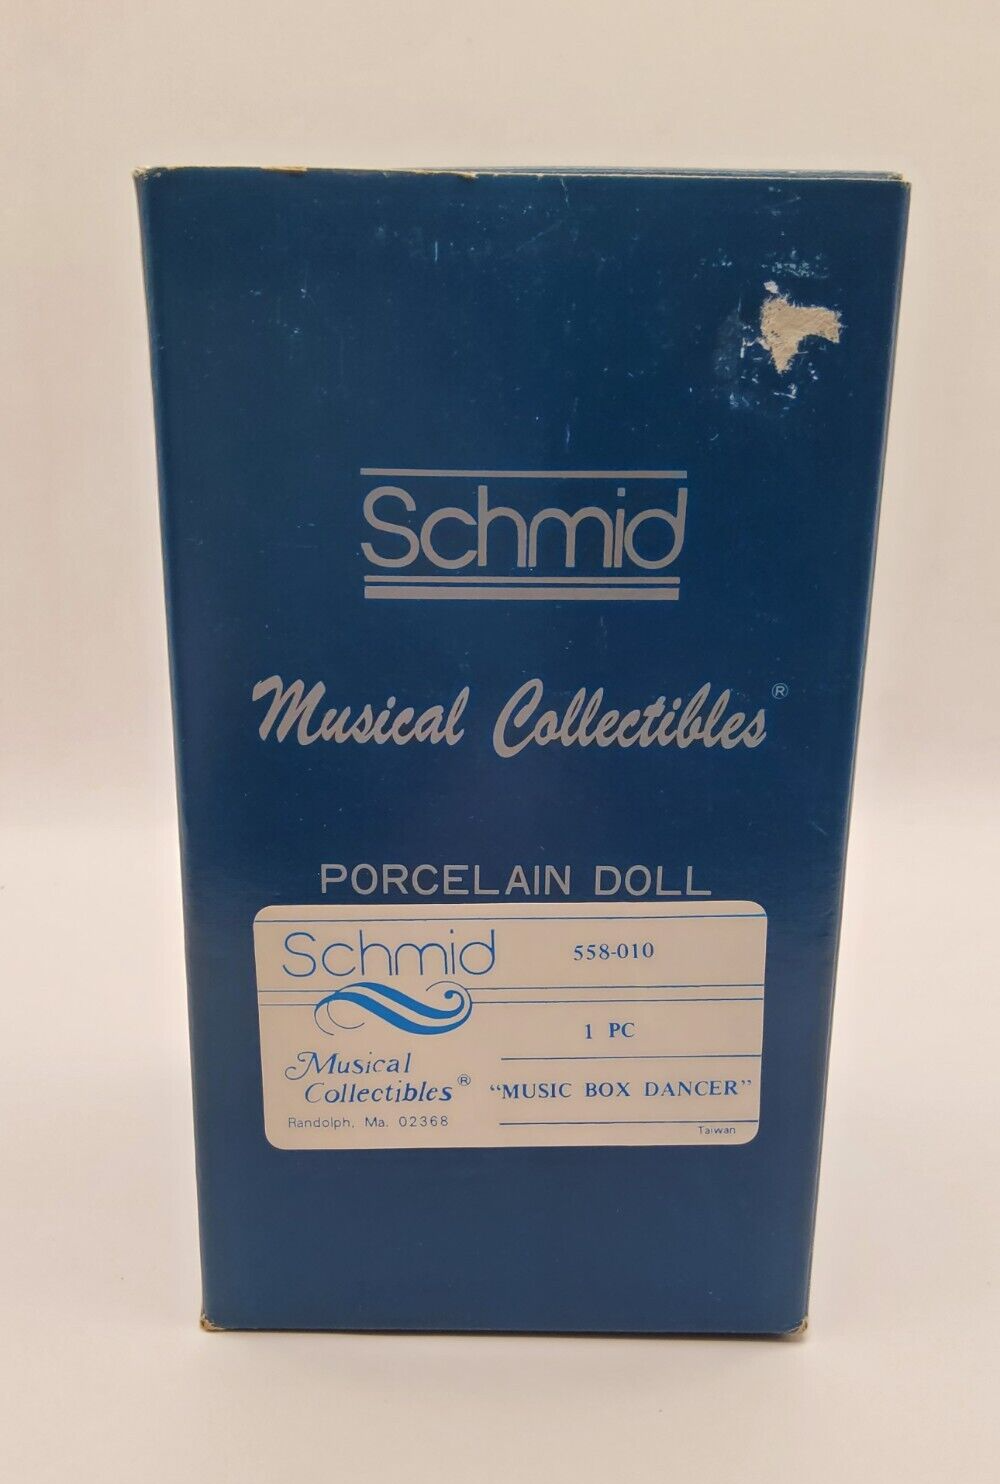 Schmid
Musical Collectibles®
PORCELAIN DOLL
Schmid
Musical
Collectibles®
Randolph, Ma. 02368
558-010
1 PC
"MUSIC BOX DANCER"
Taiwan